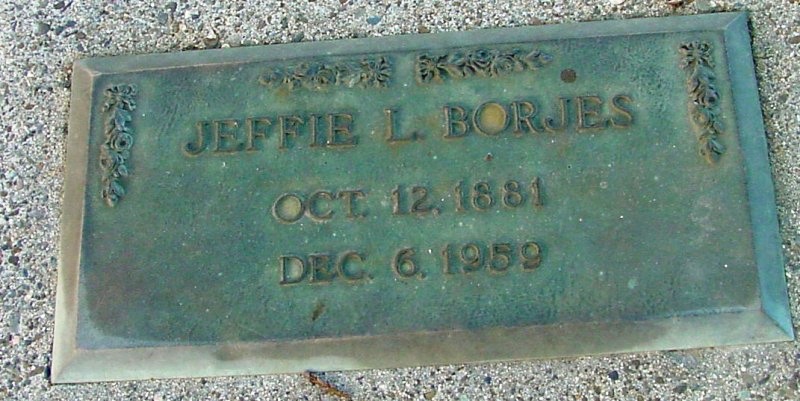 JEFFIE L. BORJES
OCT. 12. 1881
DEC. 6. 1959